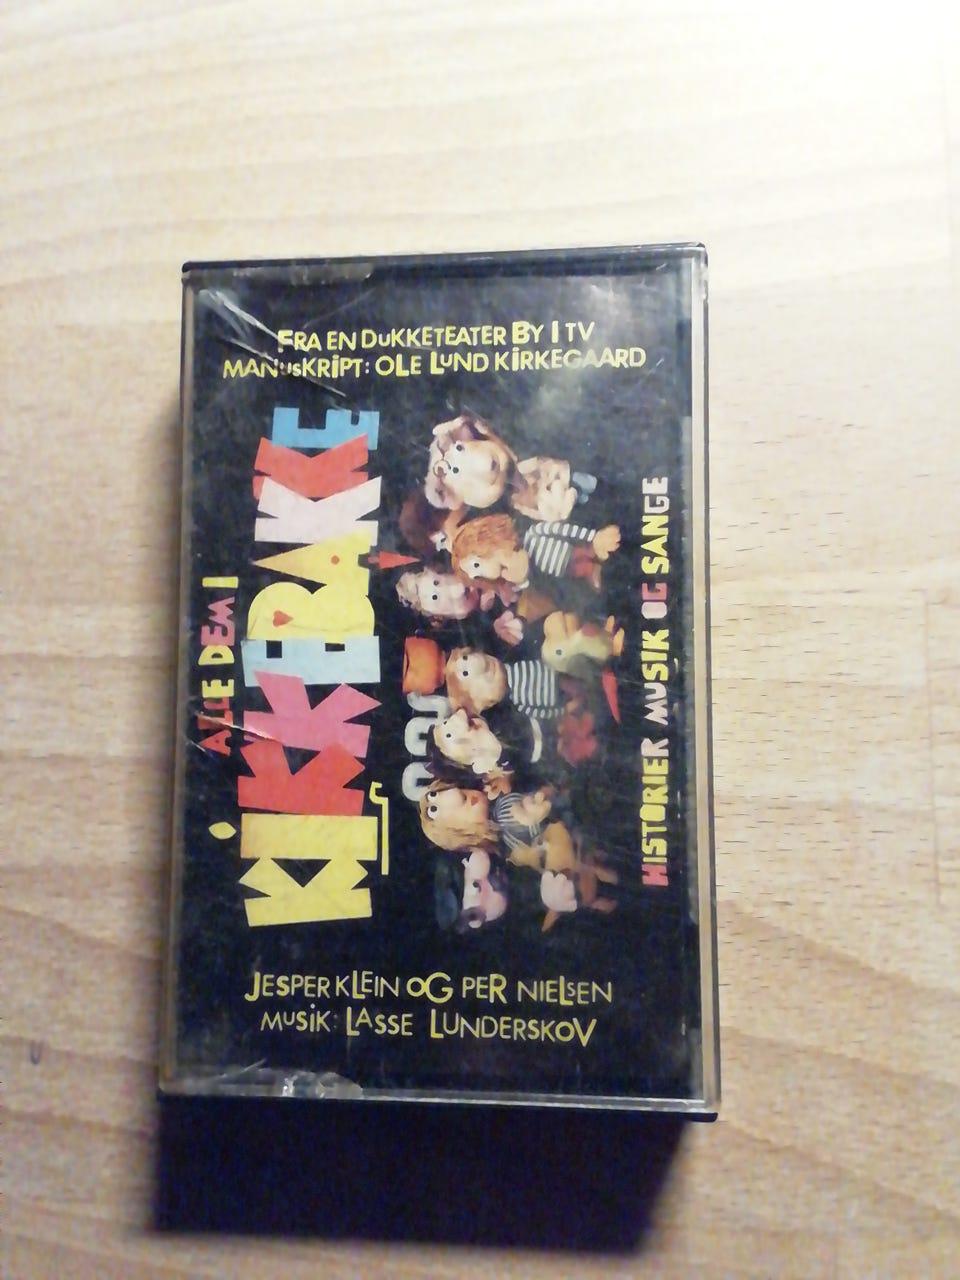 FRA EN DUKKETEATER BY I TV
MANUSKRIPT: OLE LUND KIRKEGAARD
ALLE DEM I
KIKKEBAKKE
HISTORIER MUSIK OG SANGE
JESPER KLEIN OG PER NIELSEN
MUSIK: LASSE LUNDERSKOV